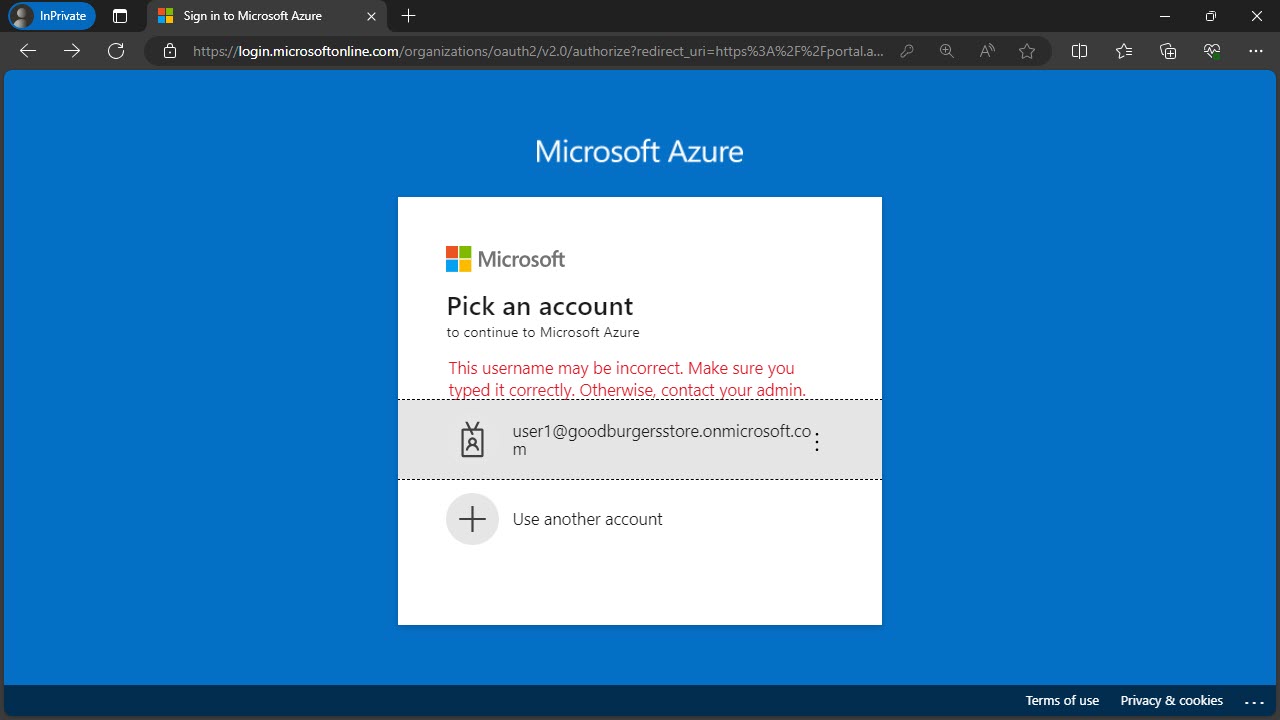 InPrivate
Sign in to Microsoft Azure
https://login.microsoftonline.com/organizations/oauth2/v2.0/authorize?redirect_uri=https%3A%2F%2Fportal.a...
Microsoft Azure
Microsoft
Pick an account
to continue to Microsoft Azure
This username may be incorrect. Make sure you
typed it correctly. Otherwise, contact your admin.
user1@goodburgersstore.onmicrosoft.co
m
Use another account
Terms of use Privacy & cookies ...